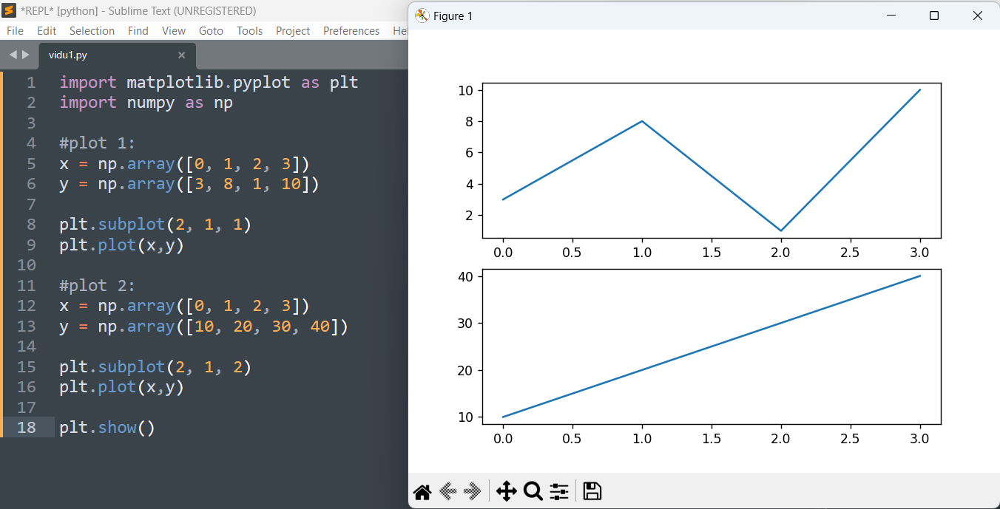 *REPL* [python] - Sublime Text (UNREGISTERED)
File Edit Selection Find View Goto Tools Project Preferences
vidu1.py ×
1 import matplotlib.pyplot as plt
2 import numpy as np
3
4 #plot 1:
5 x = np.array([0, 1, 2, 3])
6 y = np.array([3, 8, 1, 10])
7
8 plt.subplot(2, 1, 1)
9 plt.plot(x,y)
10
11 #plot 2:
12 x = np.array([0, 1, 2, 3])
13 y = np.array([10, 20, 30, 40])
14
15 plt.subplot(2, 1, 2)
16 plt.plot(x,y)
17
18 plt.show()
Figure 1
10
8
6
4
2
0.0 0.5 1.0 1.5 2.0 2.5 3.0
40
30
20
10
0.0 0.5 1.0 1.5 2.0 2.5 3.0